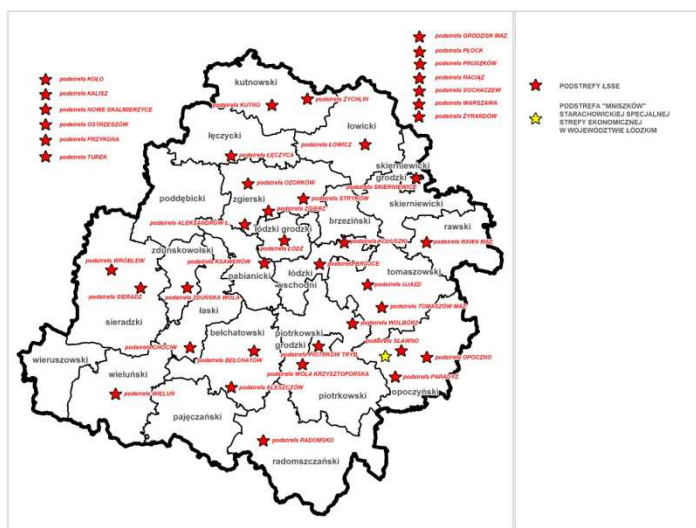 podstrefa GRODZISK MAZ.
podstrefa PŁOCK
podstrefa PRUSZKÓW
podstrefa RACIĄŻ
podstrefa SOCHACZEW
podstrefa WARSZAWA
podstrefa ŻYRARDÓW
podstrefa KOŁO
podstrefa KALISZ
podstrefa NOWE SKALMIERZYCE
podstrefa OSTRZESZÓW
podstrefa PRZYKONA
podstrefa TUREK
PODSTREFY ŁSSE
PODSTREFA "MNISZKÓW"
STARACHOWICKIEJ SPECJALNEJ
STREFY EKONOMICZNEJ
W WOJEWÓDZTWIE ŁÓDZKIM
kutnowski
podstrefa ŻYCHLIN
podstrefa KUTNO
łowicki
łęczycki
podstrefa ŁOWICZ
podstrefa ŁĘCZYCA
skierniewicki
grodzki
podstrefa SKIERNIEWICE
podstrefa OZORKÓW
poddębicki
zgierski
podstrefa STRYKÓW
skierniewicki
podstrefa ZGIERZ
brzeziński
podstrefa ALEKSANDRÓW Ł.
łódzki grodzki
rawski
podstrefa ŁÓDŹ
podstrefa KOLUSZKI
podstrefa RAWA MAZ.
zduńskowolski
podstrefa WRÓBLEW
podstrefa KSAWERÓW
podstrefa BRÓJCE
pabianicki
łódzki
wschodni
tomaszowski
podstrefa UJAZD
podstrefa SIERADZ
podstrefa ZDUŃSKA WOLA
podstrefa TOMASZÓW MAZ.
łaski
sieradzki
podstrefa WOLBÓRZ
bełchatowski
piotrkowski
grodzki
podstrefa SŁAWNO
podstrefa PIOTRKÓW TRYB.
podstrefa BEŁCHATÓW
podstrefa OPOCZNO
wieruszowski
wieluński
podstrefa WOLA KRZYSZTOPORSKA
podstrefa PARADYŻ
podstrefa KLESZCZÓW
opoczyński
podstrefa WIELUŃ
piotrkowski
pajęczański
podstrefa RADOMSKO
radomszczański